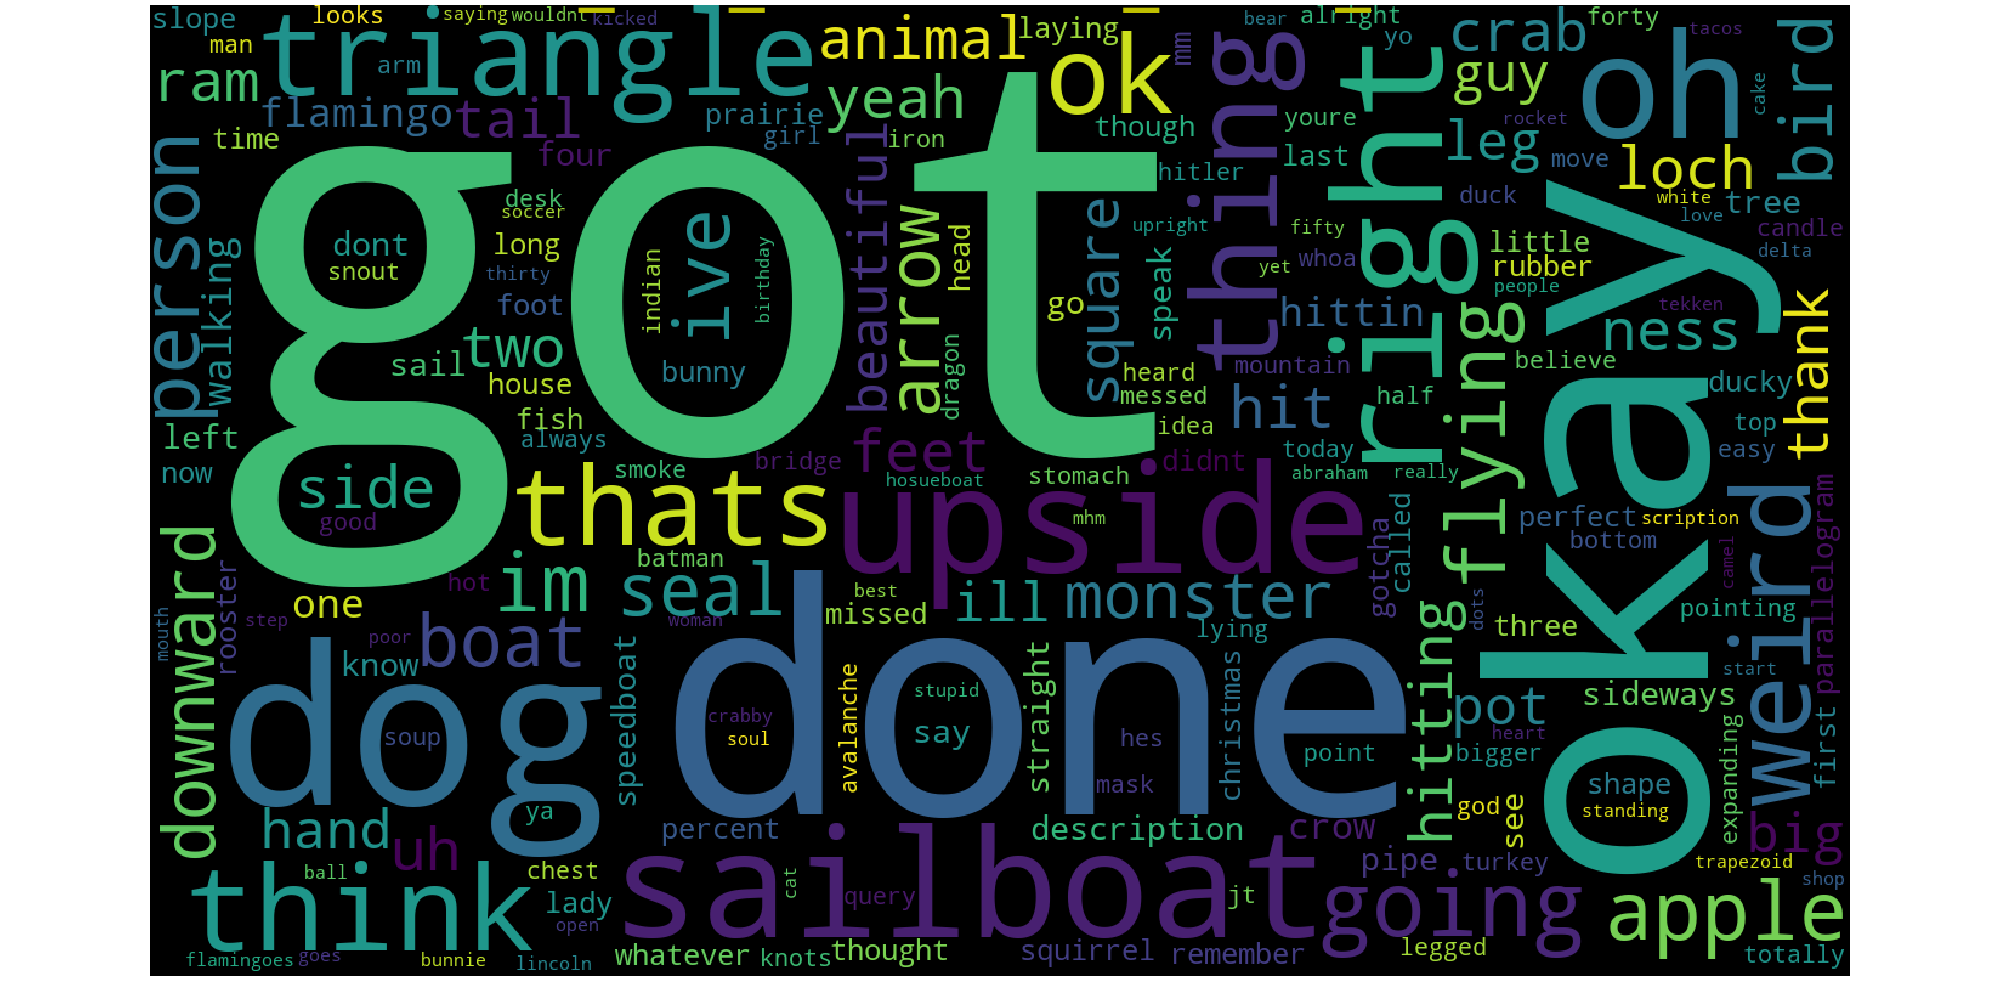 slope
looks
saying
wouldnt
kicked
bear
alright
forty
tacos
man
triangle
animal
laying
mm
yo
crab
oh
bird
arm
ok
thing
right
guy
ram
yeah
cake
flamingo
tail
prairie
though
youre
rocket
time
girl
iron
four
last
leg
move
loch
person
got
beautiful
hitler
duck
white
tree
desk
soccer
love
candle
dont
ive
arrow
square
upright
fifty
little
delta
snout
long
indian
birthday
head
speak
yet
whoa
rubber
walking
thirty
people
foot
go
hittin
flying
okay
tekken
ness
thank
two
sail
bunny
dragon
mountain
believe
house
heard
messed
half
ducky
fish
hit
left
always
idea
today
top
easy
now
side
thats
smoke
bridge
feet
stomach
didnt
abraham
really
hosueboat
upside
good
mhm
called
gotcha
perfect
scription
weird
parallelogram
downward
batman
bottom
camel
rooster
hot
im
seal
best
ill
monster
one
missed
dots
pointing
mouth
step
poor
boat
woman
lying
hitting
three
know
speedboat
avalanche
stupid
straight
christmas
start
dog
done
pot
sideways
crabby
say
hes
heart
first
soup
soul
point
bigger
expanding
mask
shape
ya
god
see
standing
hand
uh
percent
description
crow
big
think
ball
chest
sailboat
pipe
turkey
trapezoid
cat
query
jt
going
apple
shop
lady
open
flamingoes
goes
bunnie
lincoln
whatever
knots
thought
squirrel
remember
legged
totally